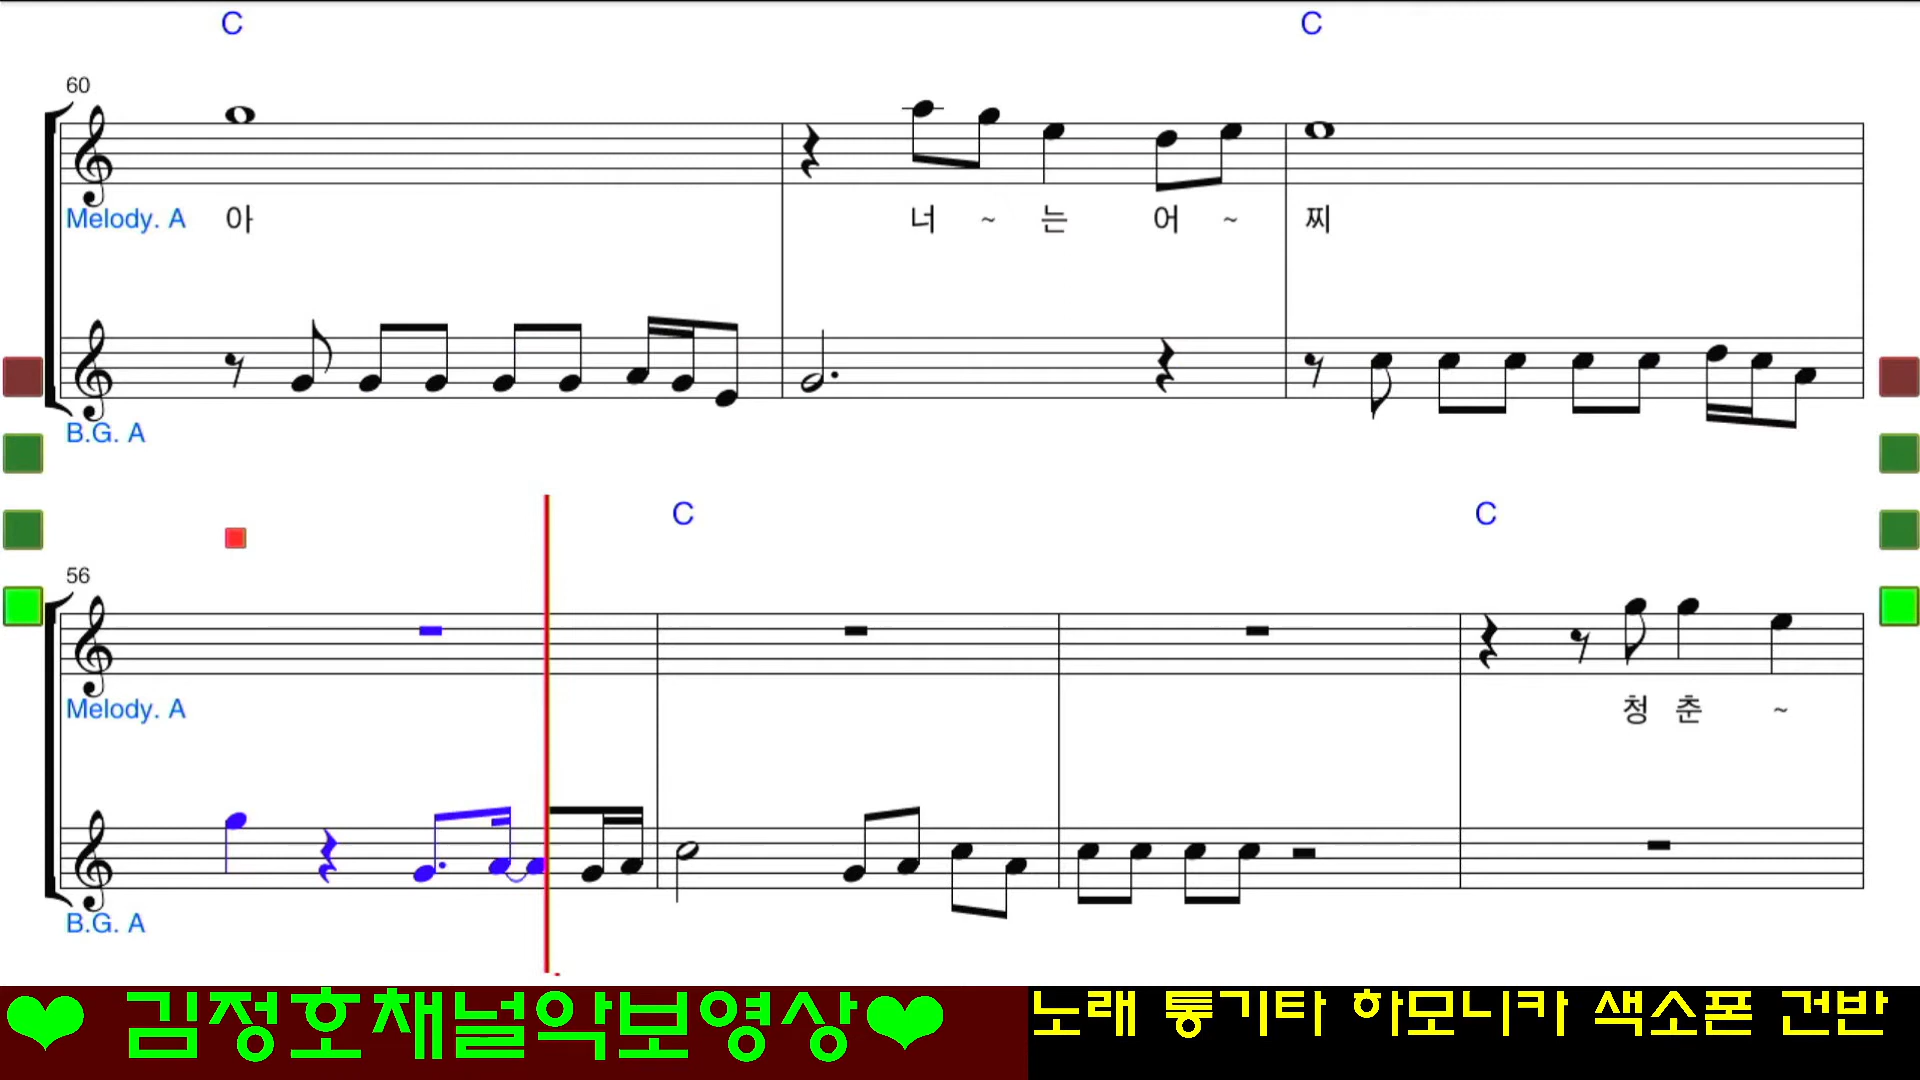 C C
60
Melody. A 아 너 ~ 는 어 ~ 찌
B.G. A
C C
56
Melody. A 청 춘 ~
B.G. A
❤ 김정호채널악보영상❤ 노래 통기타 하모니카 색소폰 건반